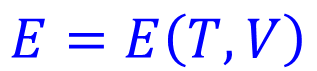 E = E(T, V)